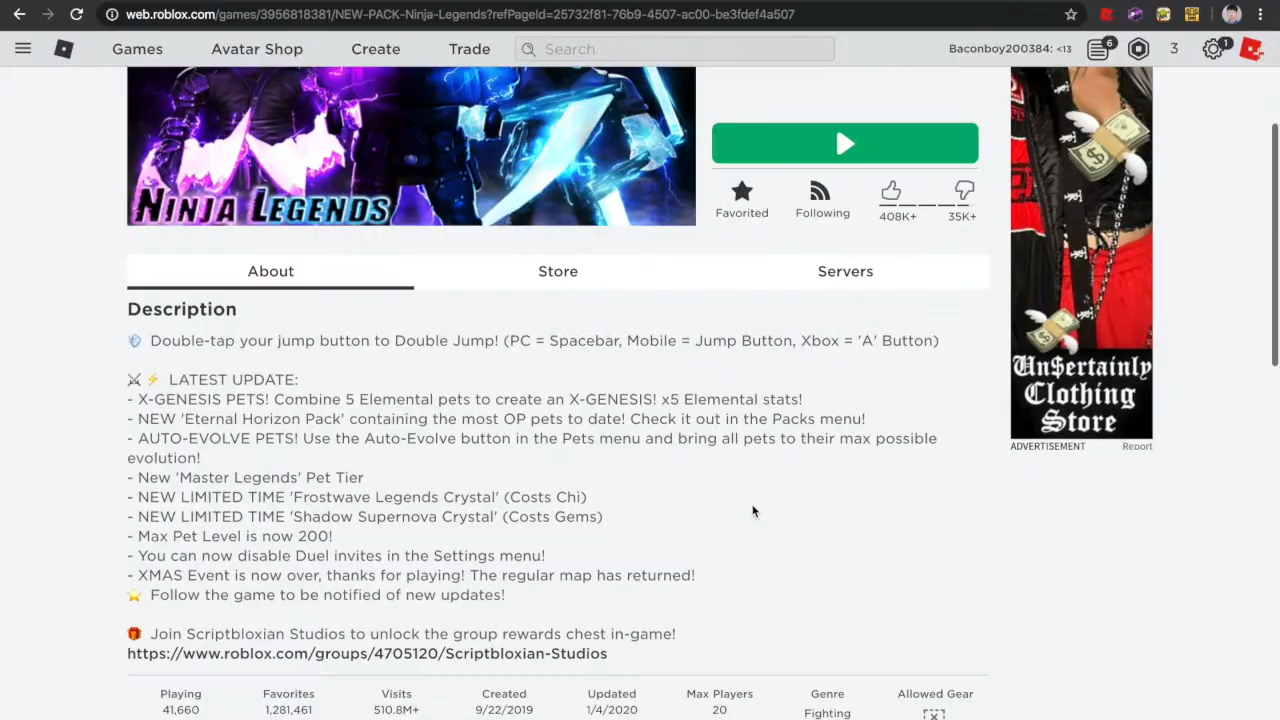 web.roblox.com/games/3956818381/NEW-PACK-Ninja-Legends?refPageId=25732f81-76b9-4507-ac00-be3fdef4a507
Games
Avatar Shop
Create
Trade
Search
Baconboy200384: <13
6
3
1
NINJA LEGENDS
Favorited
Following
408K+
35K+
About
Store
Servers
Description
Double-tap your jump button to Double Jump! (PC = Spacebar, Mobile = Jump Button, Xbox = 'A' Button)
LATEST UPDATE:
- X-GENESIS PETS! Combine 5 Elemental pets to create an X-GENESIS! x5 Elemental stats!
- NEW 'Eternal Horizon Pack' containing the most OP pets to date! Check it out in the Packs menu!
- AUTO-EVOLVE PETS! Use the Auto-Evolve button in the Pets menu and bring all pets to their max possible
evolution!
- New 'Master Legends' Pet Tier
- NEW LIMITED TIME 'Frostwave Legends Crystal' (Costs Chi)
- NEW LIMITED TIME 'Shadow Supernova Crystal' (Costs Gems)
- Max Pet Level is now 200!
- You can now disable Duel invites in the Settings menu!
- XMAS Event is now over, thanks for playing! The regular map has returned!
Follow the game to be notified of new updates!
Join Scriptbloxian Studios to unlock the group rewards chest in-game!
https://www.roblox.com/groups/4705120/Scriptbloxian-Studios
Playing
Favorites
Visits
Created
Updated
Max Players
Genre
Allowed Gear
41,660
1,281,461
510.8M+
9/22/2019
1/4/2020
20
Fighting
Un$ertainly
Clothing
Store
ADVERTISEMENT
Report